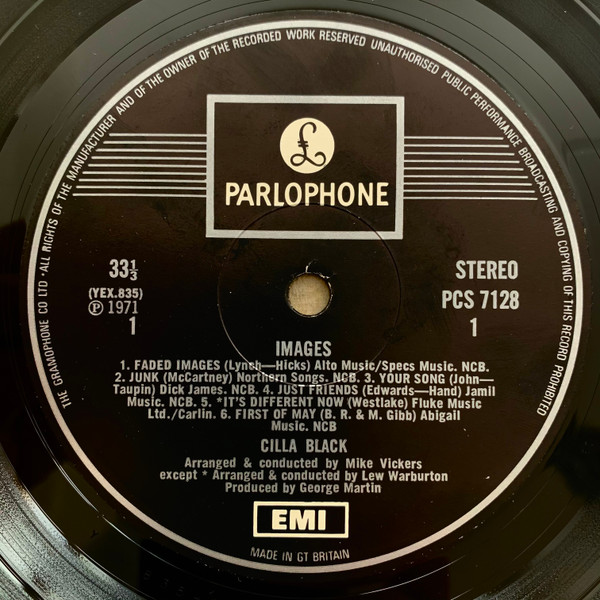 THE GRAMOPHONE CO LTD · ALL RIGHTS OF THE MANUFACTURER AND OF THE OWNER OF THE RECORDED WORK RESERVED UNAUTHORISED PUBLIC PERFORMANCE BROADCASTING AND COPYING OF THIS RECORD PROHIBITED
£
PARLOPHONE
33⅓
(YEX.835)
℗ 1971
1
STEREO
PCS 7128
1
IMAGES
1. FADED IMAGES (Lynch—Hicks) Alto Music/Specs Music. NCB.
2. JUNK (McCartney) Northern Songs. NCB. 3. YOUR SONG (John—
Taupin) Dick James. NCB. 4. JUST FRIENDS (Edwards—Hand) Jamil
Music. NCB. 5. *IT'S DIFFERENT NOW (Westlake) Fluke Music
Ltd./Carlin. 6. FIRST OF MAY (B. R. & M. Gibb) Abigail
Music. NCB
CILLA BLACK
Arranged & conducted by Mike Vickers
except * Arranged & conducted by Lew Warburton
Produced by George Martin
EMI
MADE IN GT BRITAIN